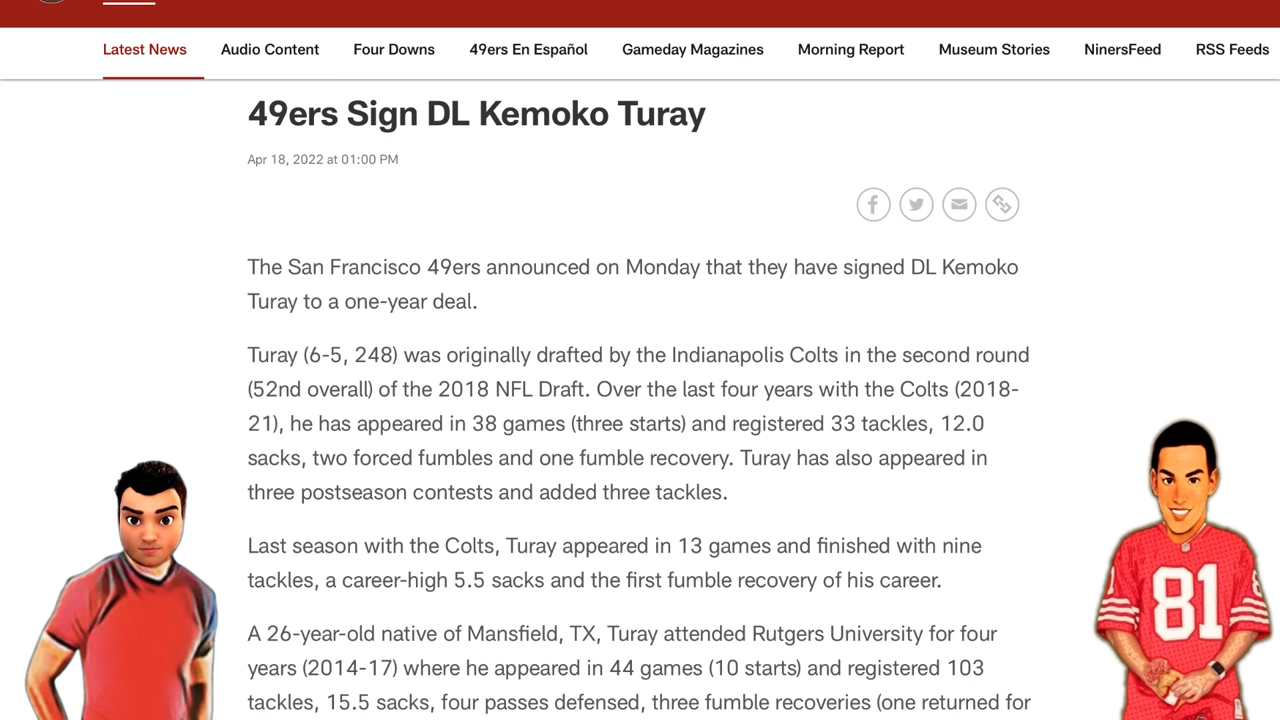 Latest News Audio Content Four Downs 49ers En Español Gameday Magazines Morning Report Museum Stories NinersFeed RSS Feeds
49ers Sign DL Kemoko Turay
Apr 18, 2022 at 01:00 PM
The San Francisco 49ers announced on Monday that they have signed DL Kemoko
Turay to a one-year deal.
Turay (6-5, 248) was originally drafted by the Indianapolis Colts in the second round
(52nd overall) of the 2018 NFL Draft. Over the last four years with the Colts (2018-
21), he has appeared in 38 games (three starts) and registered 33 tackles, 12.0
sacks, two forced fumbles and one fumble recovery. Turay has also appeared in
three postseason contests and added three tackles.
Last season with the Colts, Turay appeared in 13 games and finished with nine
tackles, a career-high 5.5 sacks and the first fumble recovery of his career.
A 26-year-old native of Mansfield, TX, Turay attended Rutgers University for four
years (2014-17) where he appeared in 44 games (10 starts) and registered 103
tackles, 15.5 sacks, four passes defensed, three fumble recoveries (one returned for
81